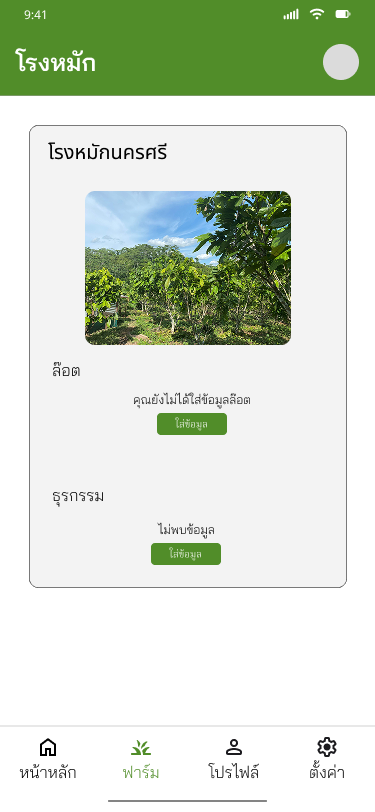 9:41
โรงหมัก
โรงหมักนครศรี
ล๊อต
คุณยังไม่ได้ใส่ข้อมูลล๊อต
ใส่ข้อมูล
ธุรกรรม
ไม่พบข้อมูล
ใส่ข้อมูล
หน้าหลัก ฟาร์ม โปรไฟล์ ตั้งค่า